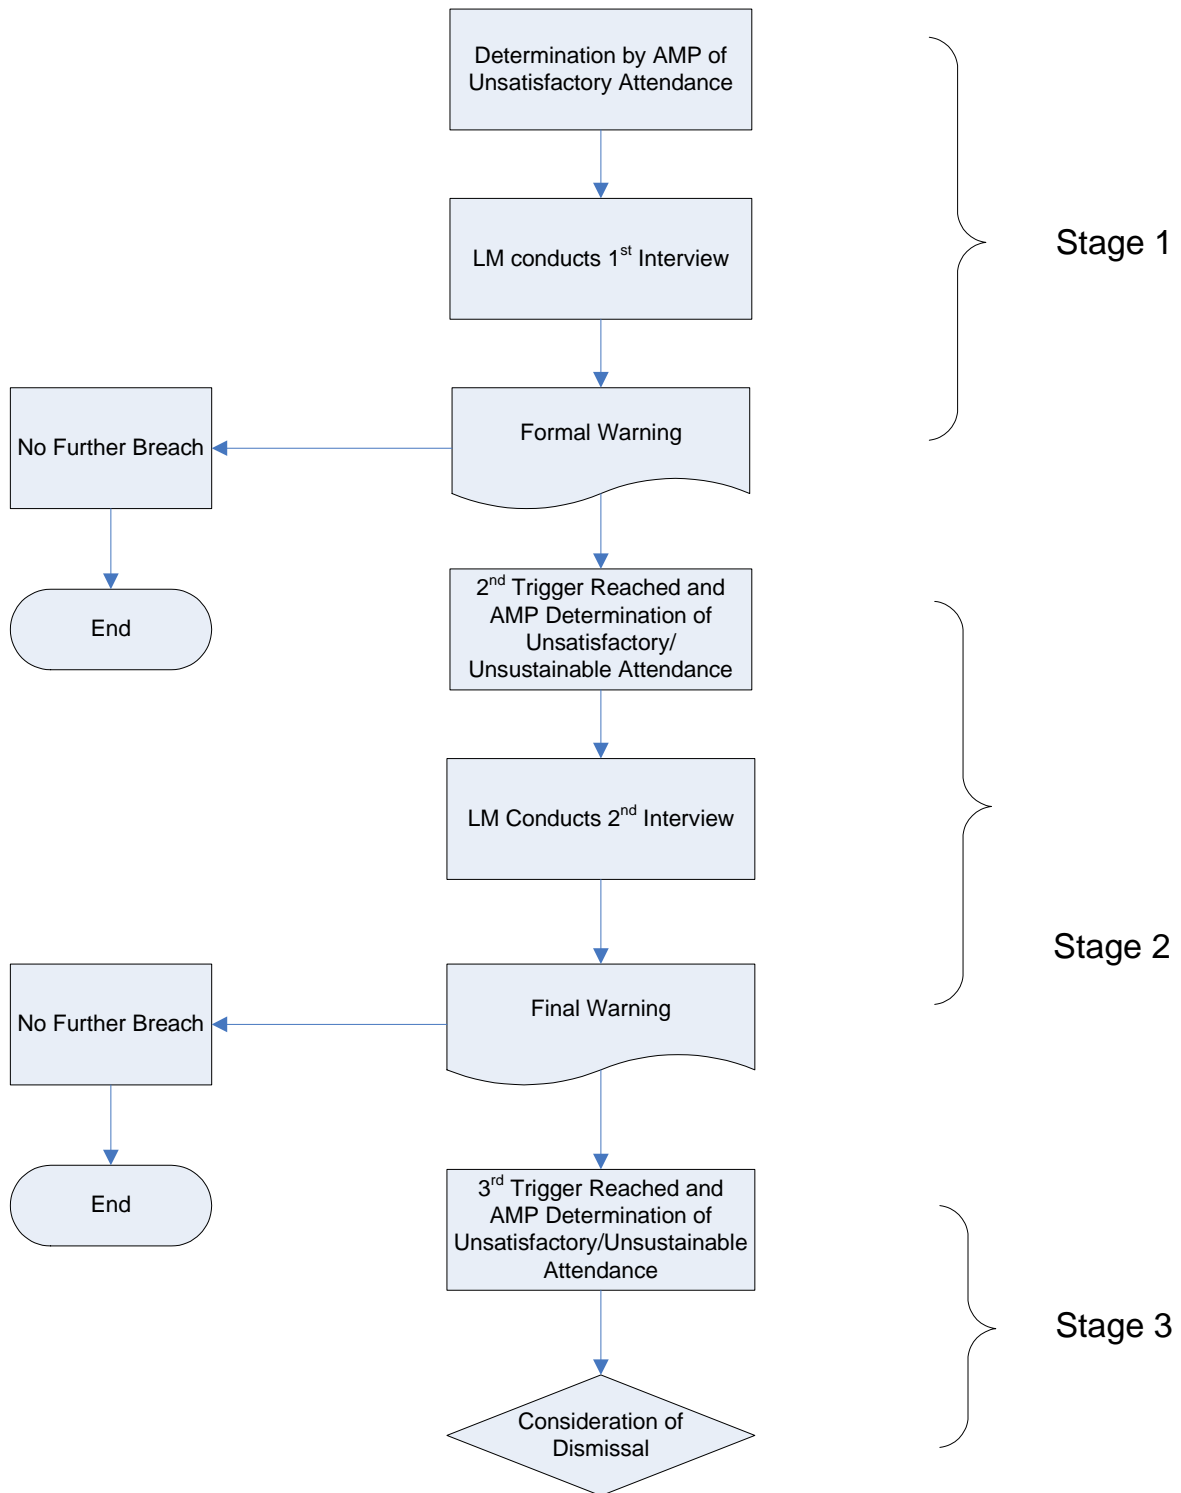 Determination by AMP of
Unsatisfactory Attendance
LM conducts 1st Interview
Stage 1
Formal Warning
No Further Breach
End
2nd Trigger Reached and
AMP Determination of
Unsatisfactory/
Unsustainable Attendance
LM Conducts 2nd Interview
Stage 2
Final Warning
No Further Breach
End
3rd Trigger Reached and
AMP Determination of
Unsatisfactory/Unsustainable
Attendance
Stage 3
Consideration of
Dismissal